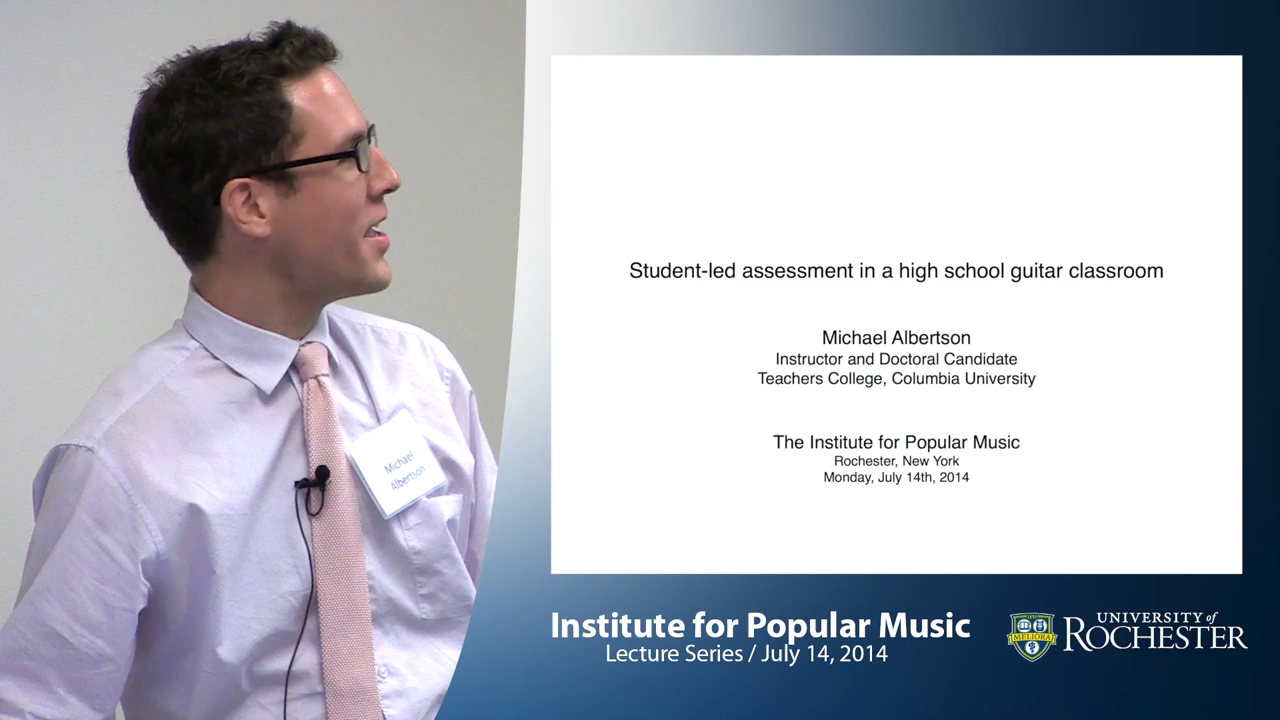 Michael
Albertson
Student-led assessment in a high school guitar classroom
Michael Albertson
Instructor and Doctoral Candidate
Teachers College, Columbia University
The Institute for Popular Music
Rochester, New York
Monday, July 14th, 2014
Institute for Popular Music
Lecture Series / July 14, 2014
MELIORA
UNIVERSITY of
ROCHESTER